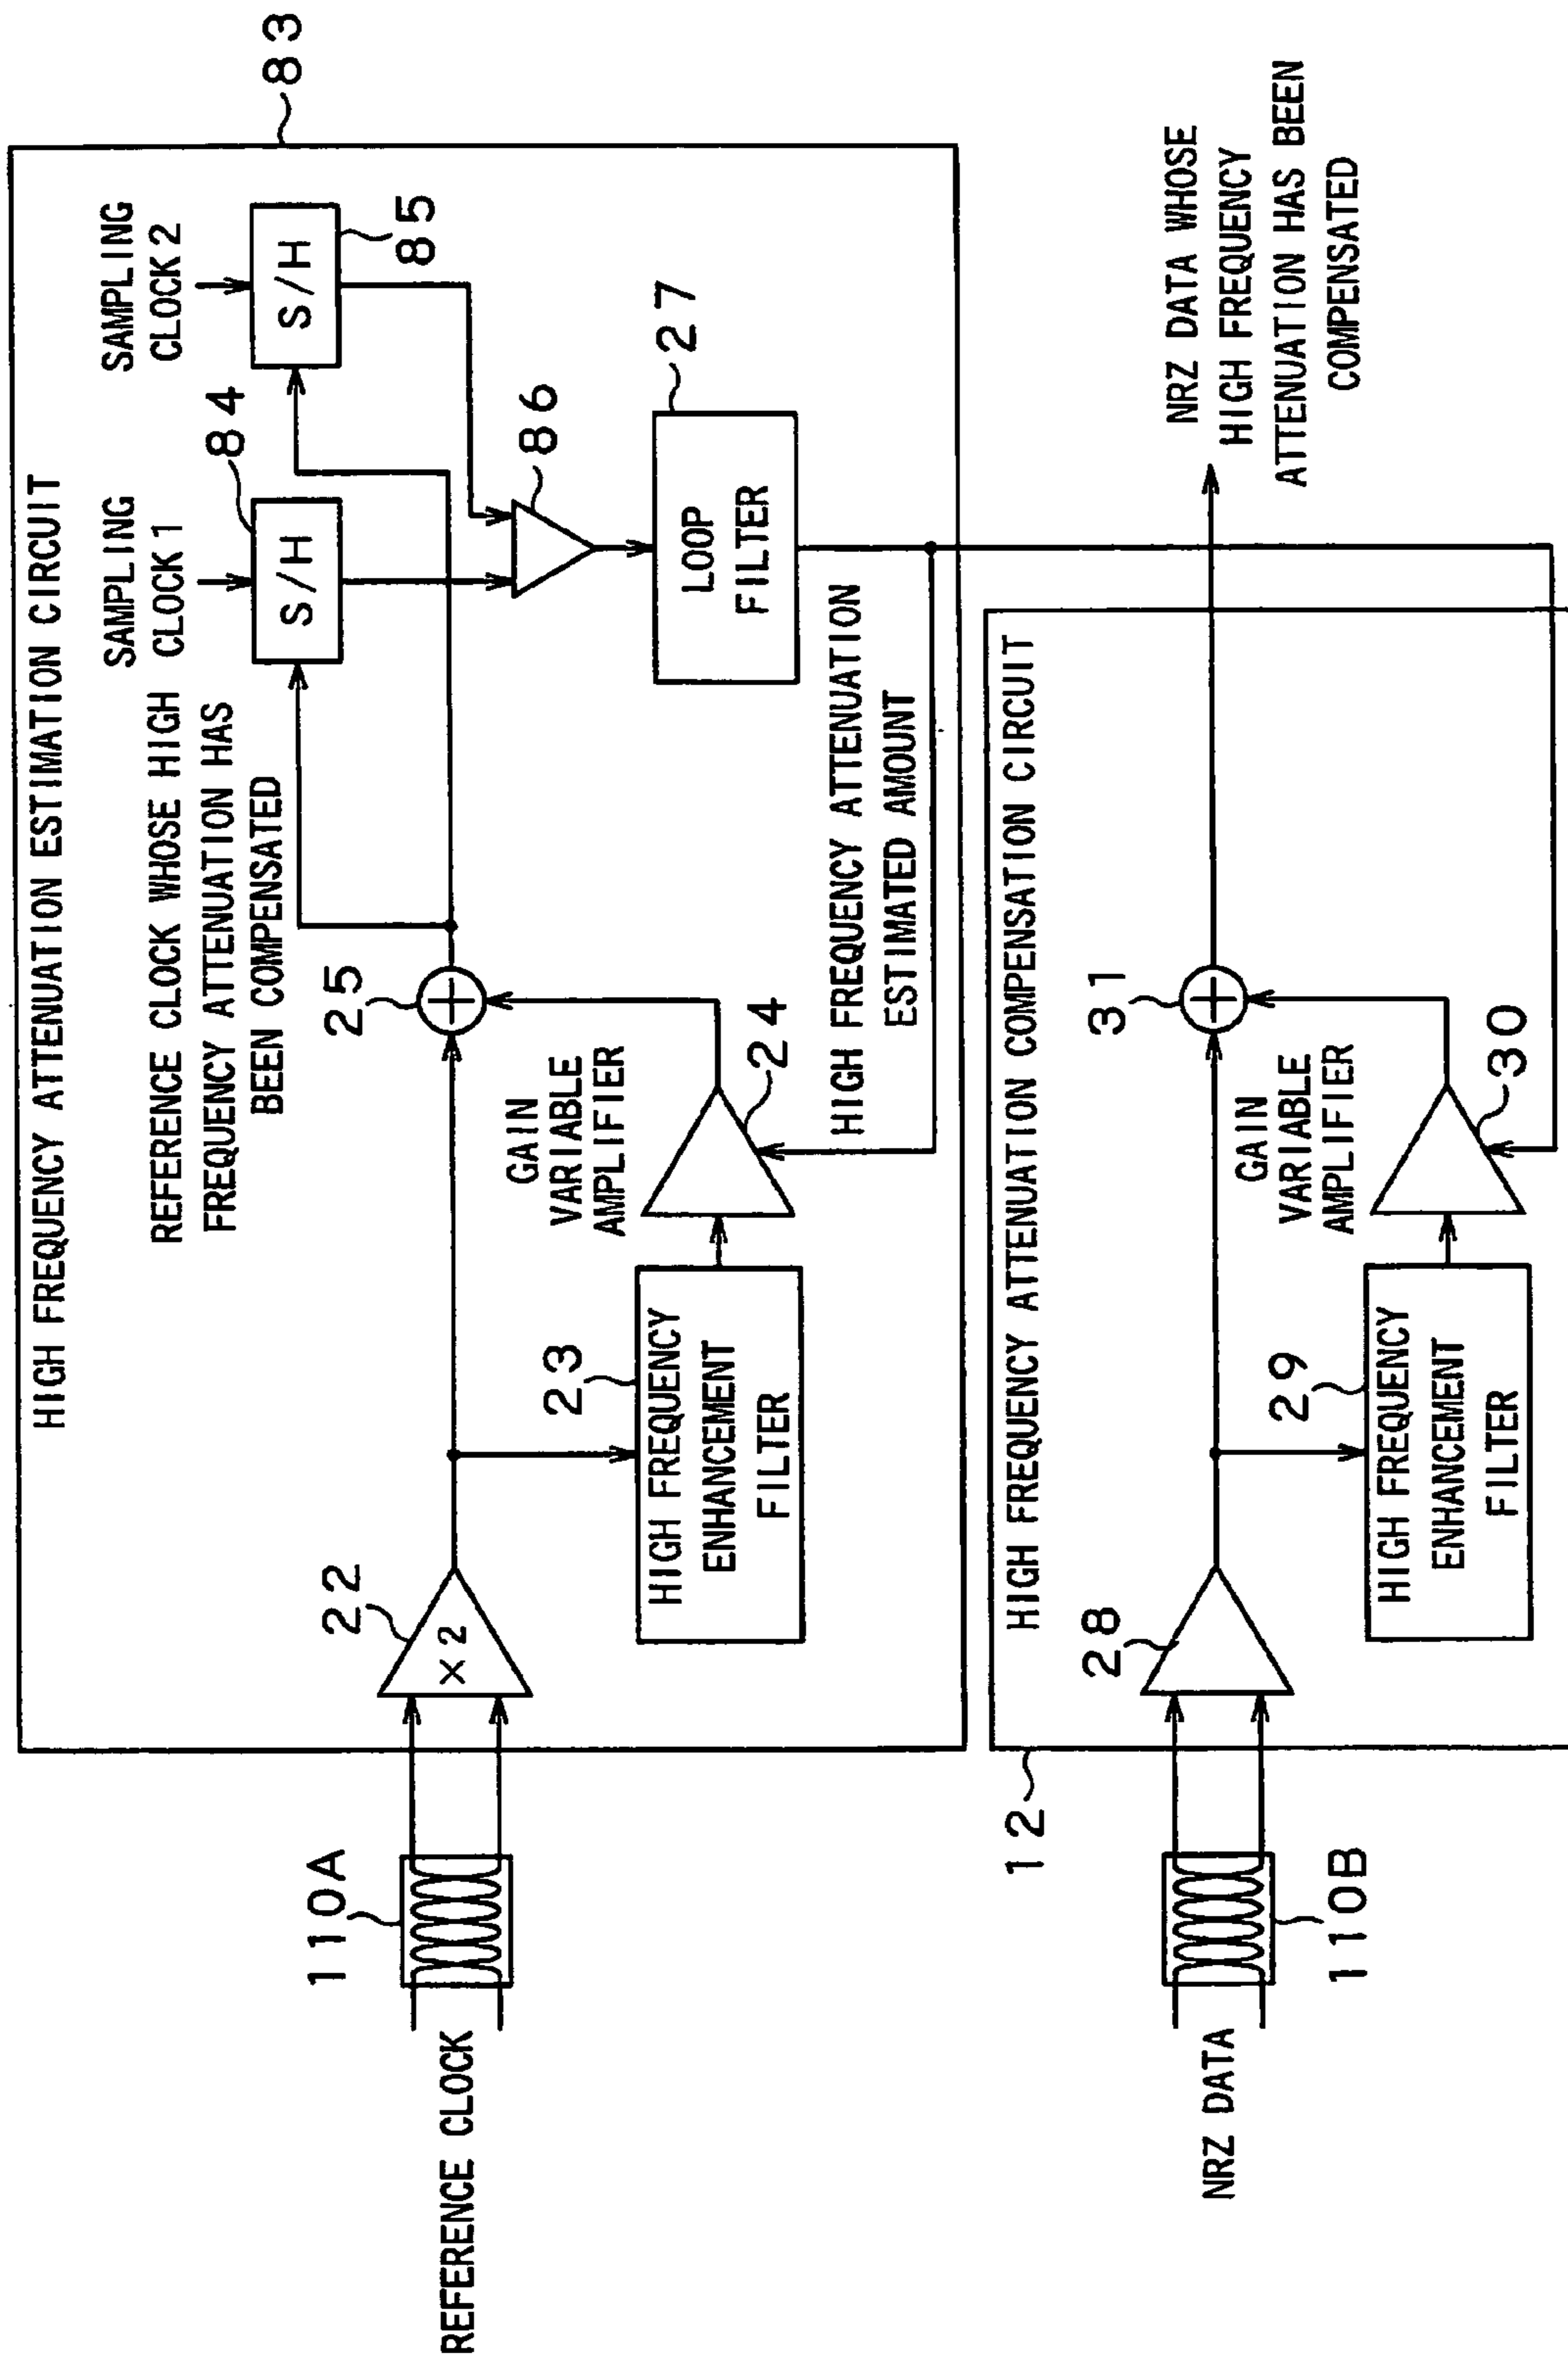 HIGH FREQUENCY ATTENUATION ESTIMATION CIRCUIT
83
SAMPLING
CLOCK 1
SAMPLING
CLOCK 2
84
85
S/H
S/H
REFERENCE CLOCK WHOSE HIGH
FREQUENCY ATTENUATION HAS
BEEN COMPENSATED
110A
REFERENCE CLOCK
22
×2
25
86
23
HIGH FREQUENCY
ENHANCEMENT
FILTER
GAIN
VARIABLE
AMPLIFIER
24
27
LOOP
FILTER
HIGH FREQUENCY ATTENUATION
ESTIMATED AMOUNT
12
HIGH FREQUENCY ATTENUATION COMPENSATION CIRCUIT
110B
NRZ DATA
28
31
29
HIGH FREQUENCY
ENHANCEMENT
FILTER
GAIN
VARIABLE
AMPLIFIER
30
NRZ DATA WHOSE
HIGH FREQUENCY
ATTENUATION HAS BEEN
COMPENSATED